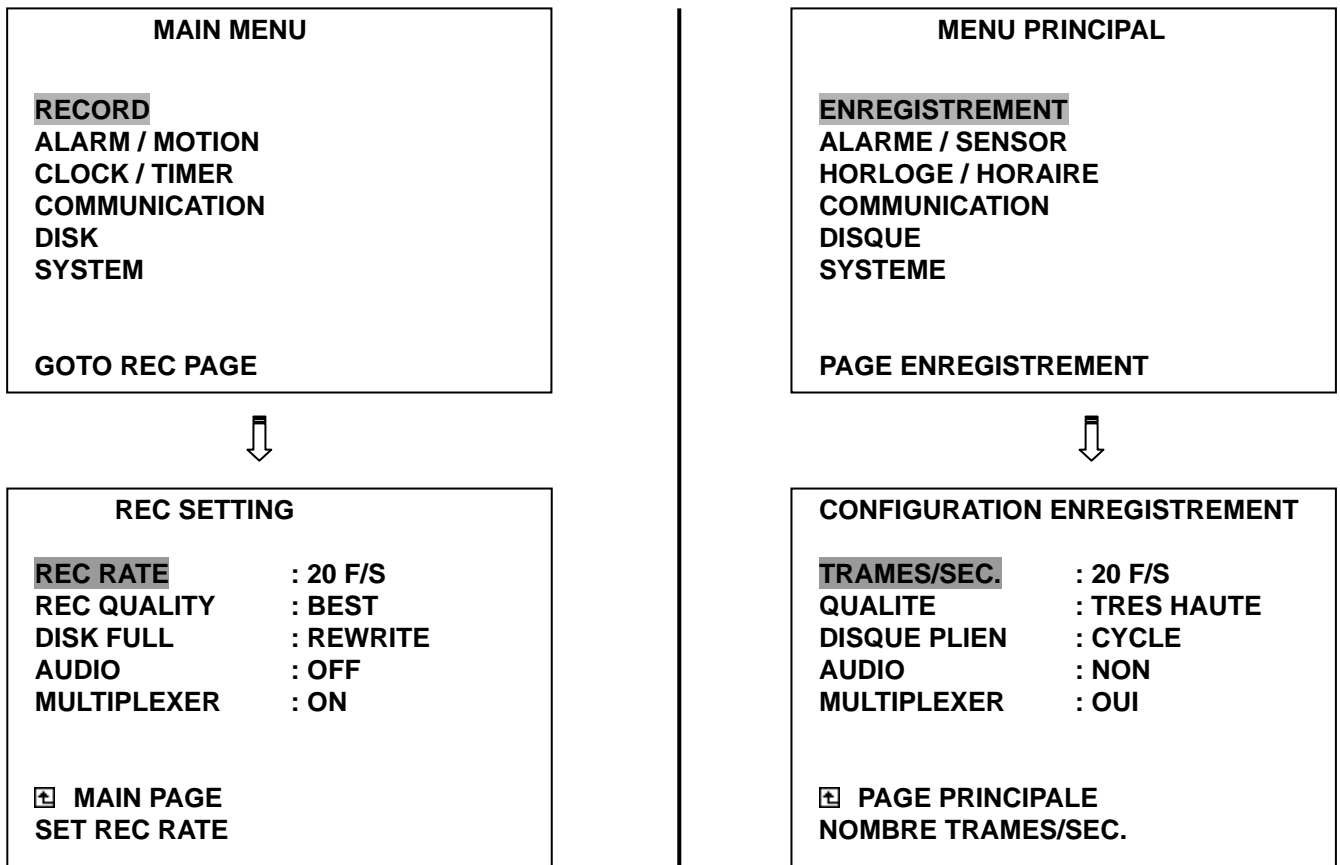 MAIN MENU
RECORD
ALARM / MOTION
CLOCK / TIMER
COMMUNICATION
DISK
SYSTEM
GOTO REC PAGE
REC SETTING
REC RATE : 20 F/S
REC QUALITY : BEST
DISK FULL : REWRITE
AUDIO : OFF
MULTIPLEXER : ON
MAIN PAGE
SET REC RATE
MENU PRINCIPAL
ENREGISTREMENT
ALARME / SENSOR
HORLOGE / HORAIRE
COMMUNICATION
DISQUE
SYSTEME
PAGE ENREGISTREMENT
CONFIGURATION ENREGISTREMENT
TRAMES/SEC. : 20 F/S
QUALITE : TRES HAUTE
DISQUE PLIEN : CYCLE
AUDIO : NON
MULTIPLEXER : OUI
PAGE PRINCIPALE
NOMBRE TRAMES/SEC.